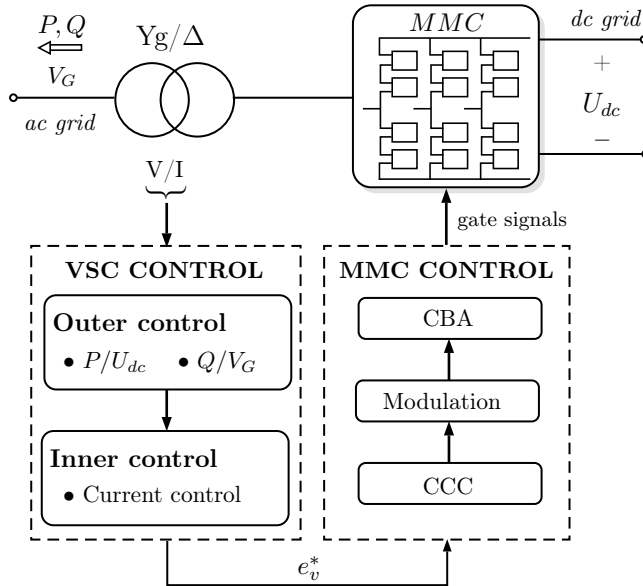 P, Q
Yg/Δ
MMC
dc grid
V_G
+
ac grid
U_dc
−
V/I
gate signals
VSC CONTROL
MMC CONTROL
Outer control
CBA
• P/U_dc • Q/V_G
Modulation
Inner control
• Current control
CCC
e_v^*